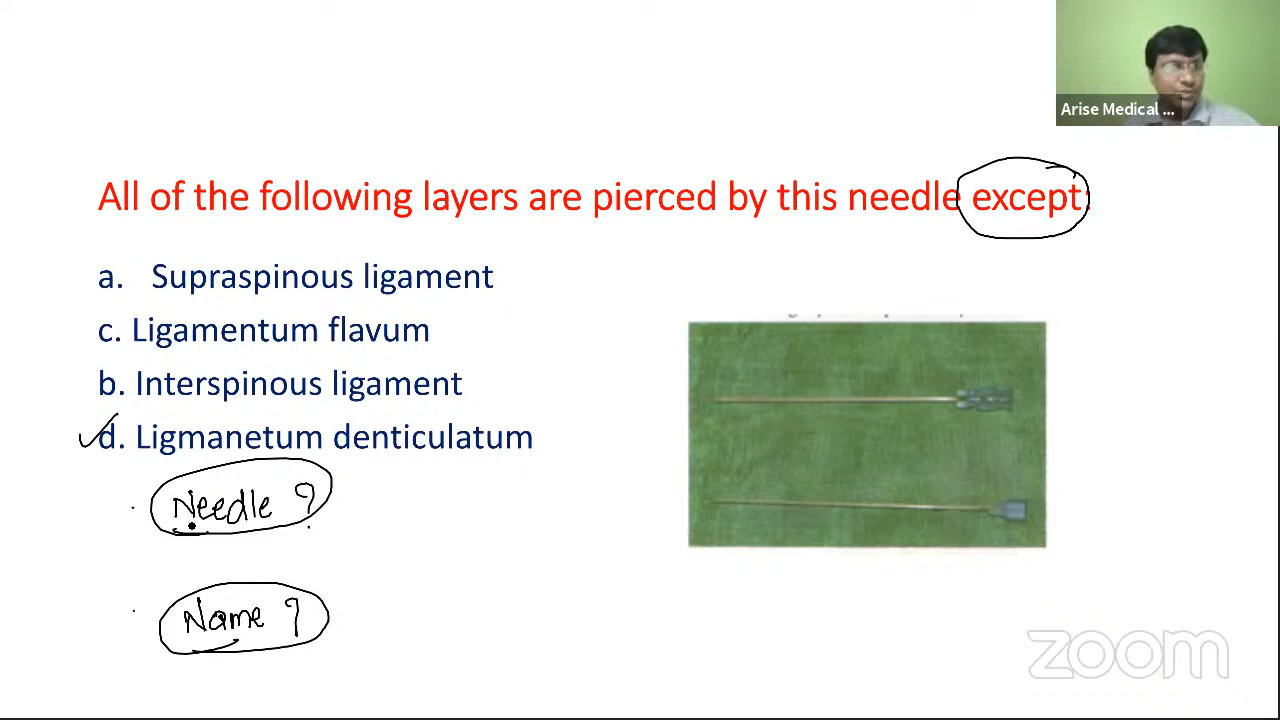 Arise Medical ...
All of the following layers are pierced by this needle except:
a. Supraspinous ligament
c. Ligamentum flavum
b. Interspinous ligament
d. Ligmanetum denticulatum
Needle ?
Name ?
zoom